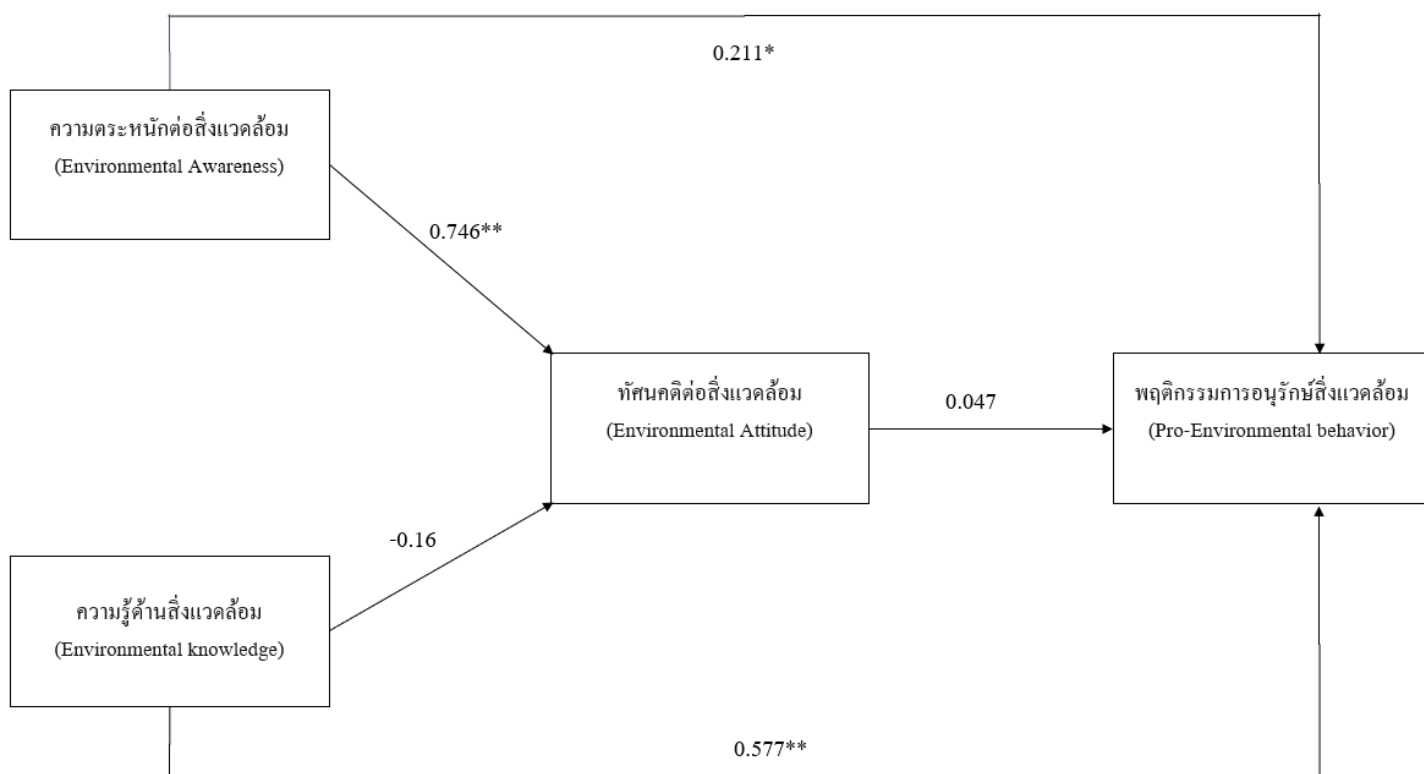 0.211*
ความตระหนักต่อสิ่งแวดล้อม
(Environmental Awareness)
0.746**
ทัศนคติต่อสิ่งแวดล้อม
(Environmental Attitude)
0.047
พฤติกรรมการอนุรักษ์สิ่งแวดล้อม
(Pro-Environmental behavior)
-0.16
ความรู้ด้านสิ่งแวดล้อม
(Environmental knowledge)
0.577**